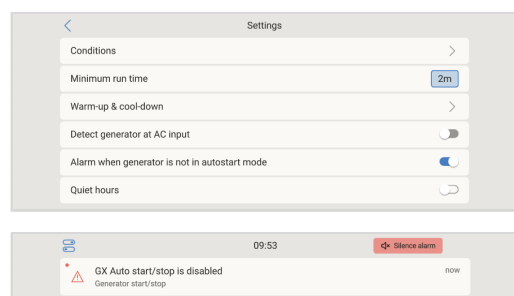 Settings
Conditions
Minimum run time 2m
Warm-up & cool-down
Detect generator at AC input
Alarm when generator is not in autostart mode
Quiet hours
09:53 Silence alarm
GX Auto start/stop is disabled now
Generator start/stop